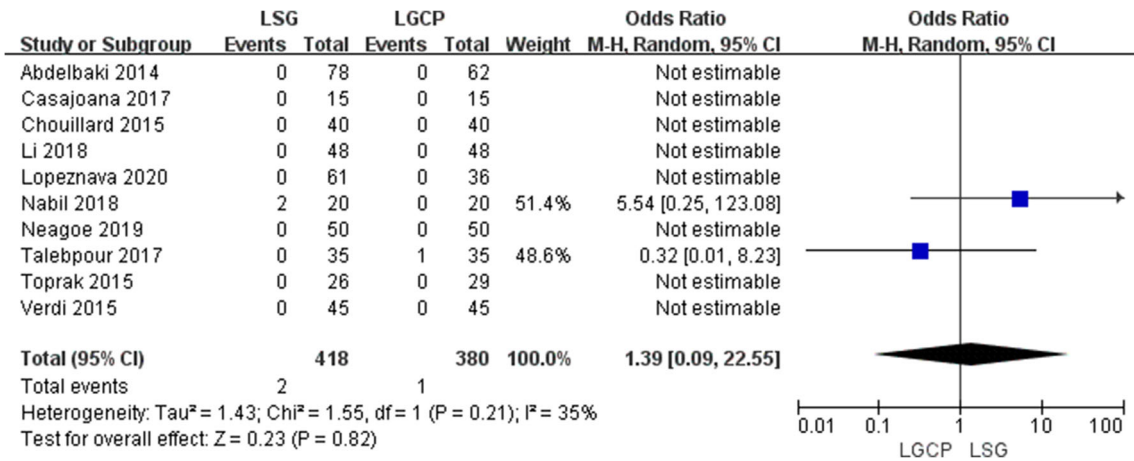 LSG LGCP Odds Ratio Odds Ratio
Study or Subgroup Events Total Events Total Weight M-H, Random, 95% CI M-H, Random, 95% CI
Abdelbaki 2014 0 78 0 62 Not estimable
Casajoana 2017 0 15 0 15 Not estimable
Chouillard 2015 0 40 0 40 Not estimable
Li 2018 0 48 0 48 Not estimable
Lopeznava 2020 0 61 0 36 Not estimable
Nabil 2018 2 20 0 20 51.4% 5.54 [0.25, 123.08]
Neagoe 2019 0 50 0 50 Not estimable
Talebpour 2017 0 35 1 35 48.6% 0.32 [0.01, 8.23]
Toprak 2015 0 26 0 29 Not estimable
Verdi 2015 0 45 0 45 Not estimable
Total (95% CI) 418 380 100.0% 1.39 [0.09, 22.55]
Total events 2 1
Heterogeneity: Tau² = 1.43; Chi² = 1.55, df = 1 (P = 0.21); I² = 35%
Test for overall effect: Z = 0.23 (P = 0.82)
0.01 0.1 1 10 100
LGCP LSG